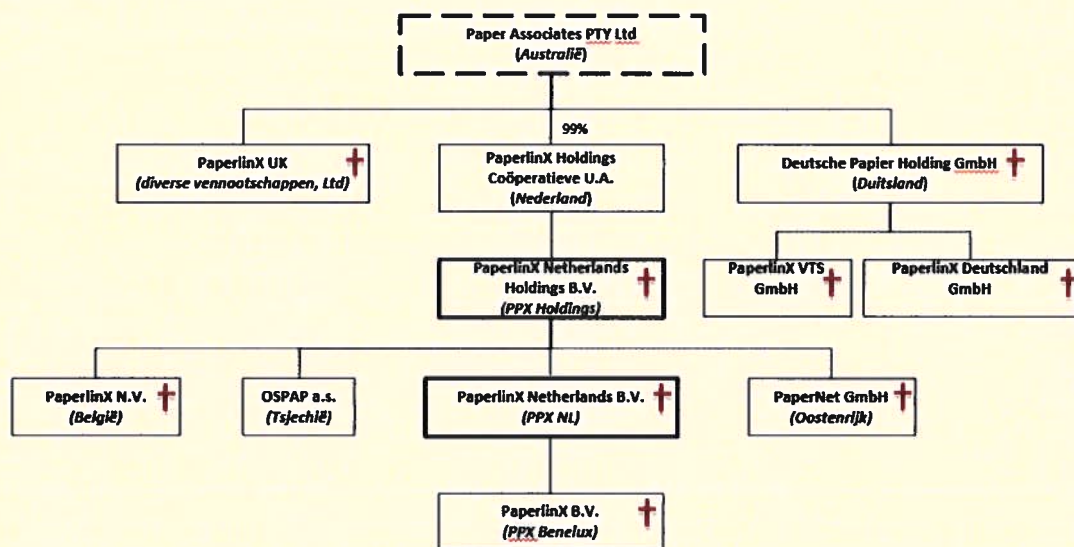 Paper Associates PTY Ltd
(Australië)
99%
PaperlinX UK
(diverse vennootschappen, Ltd)
PaperlinX Holdings
Coöperatieve U.A.
(Nederland)
Deutsche Papier Holding GmbH
(Duitsland)
PaperlinX Netherlands
Holdings B.V.
(PPX Holdings)
PaperlinX VTS
GmbH
PaperlinX Deutschland
GmbH
PaperlinX N.V.
(België)
OSPAP a.s.
(Tsjechië)
PaperlinX Netherlands B.V.
(PPX NL)
PaperNet GmbH
(Oostenrijk)
PaperlinX B.V.
(PPX Benelux)